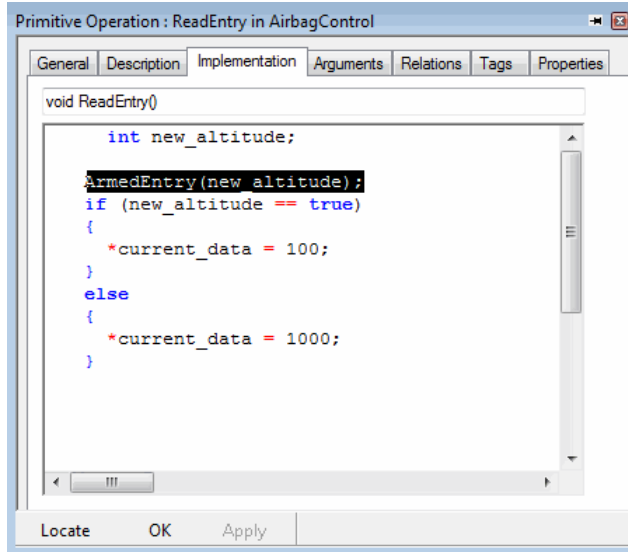 Primitive Operation : ReadEntry in AirbagControl
General Description Implementation Arguments Relations Tags Properties
void ReadEntry()
int new_altitude;
ArmedEntry(new_altitude);
if (new_altitude == true)
{
*current_data = 100;
}
else
{
*current_data = 1000;
}
Locate OK Apply